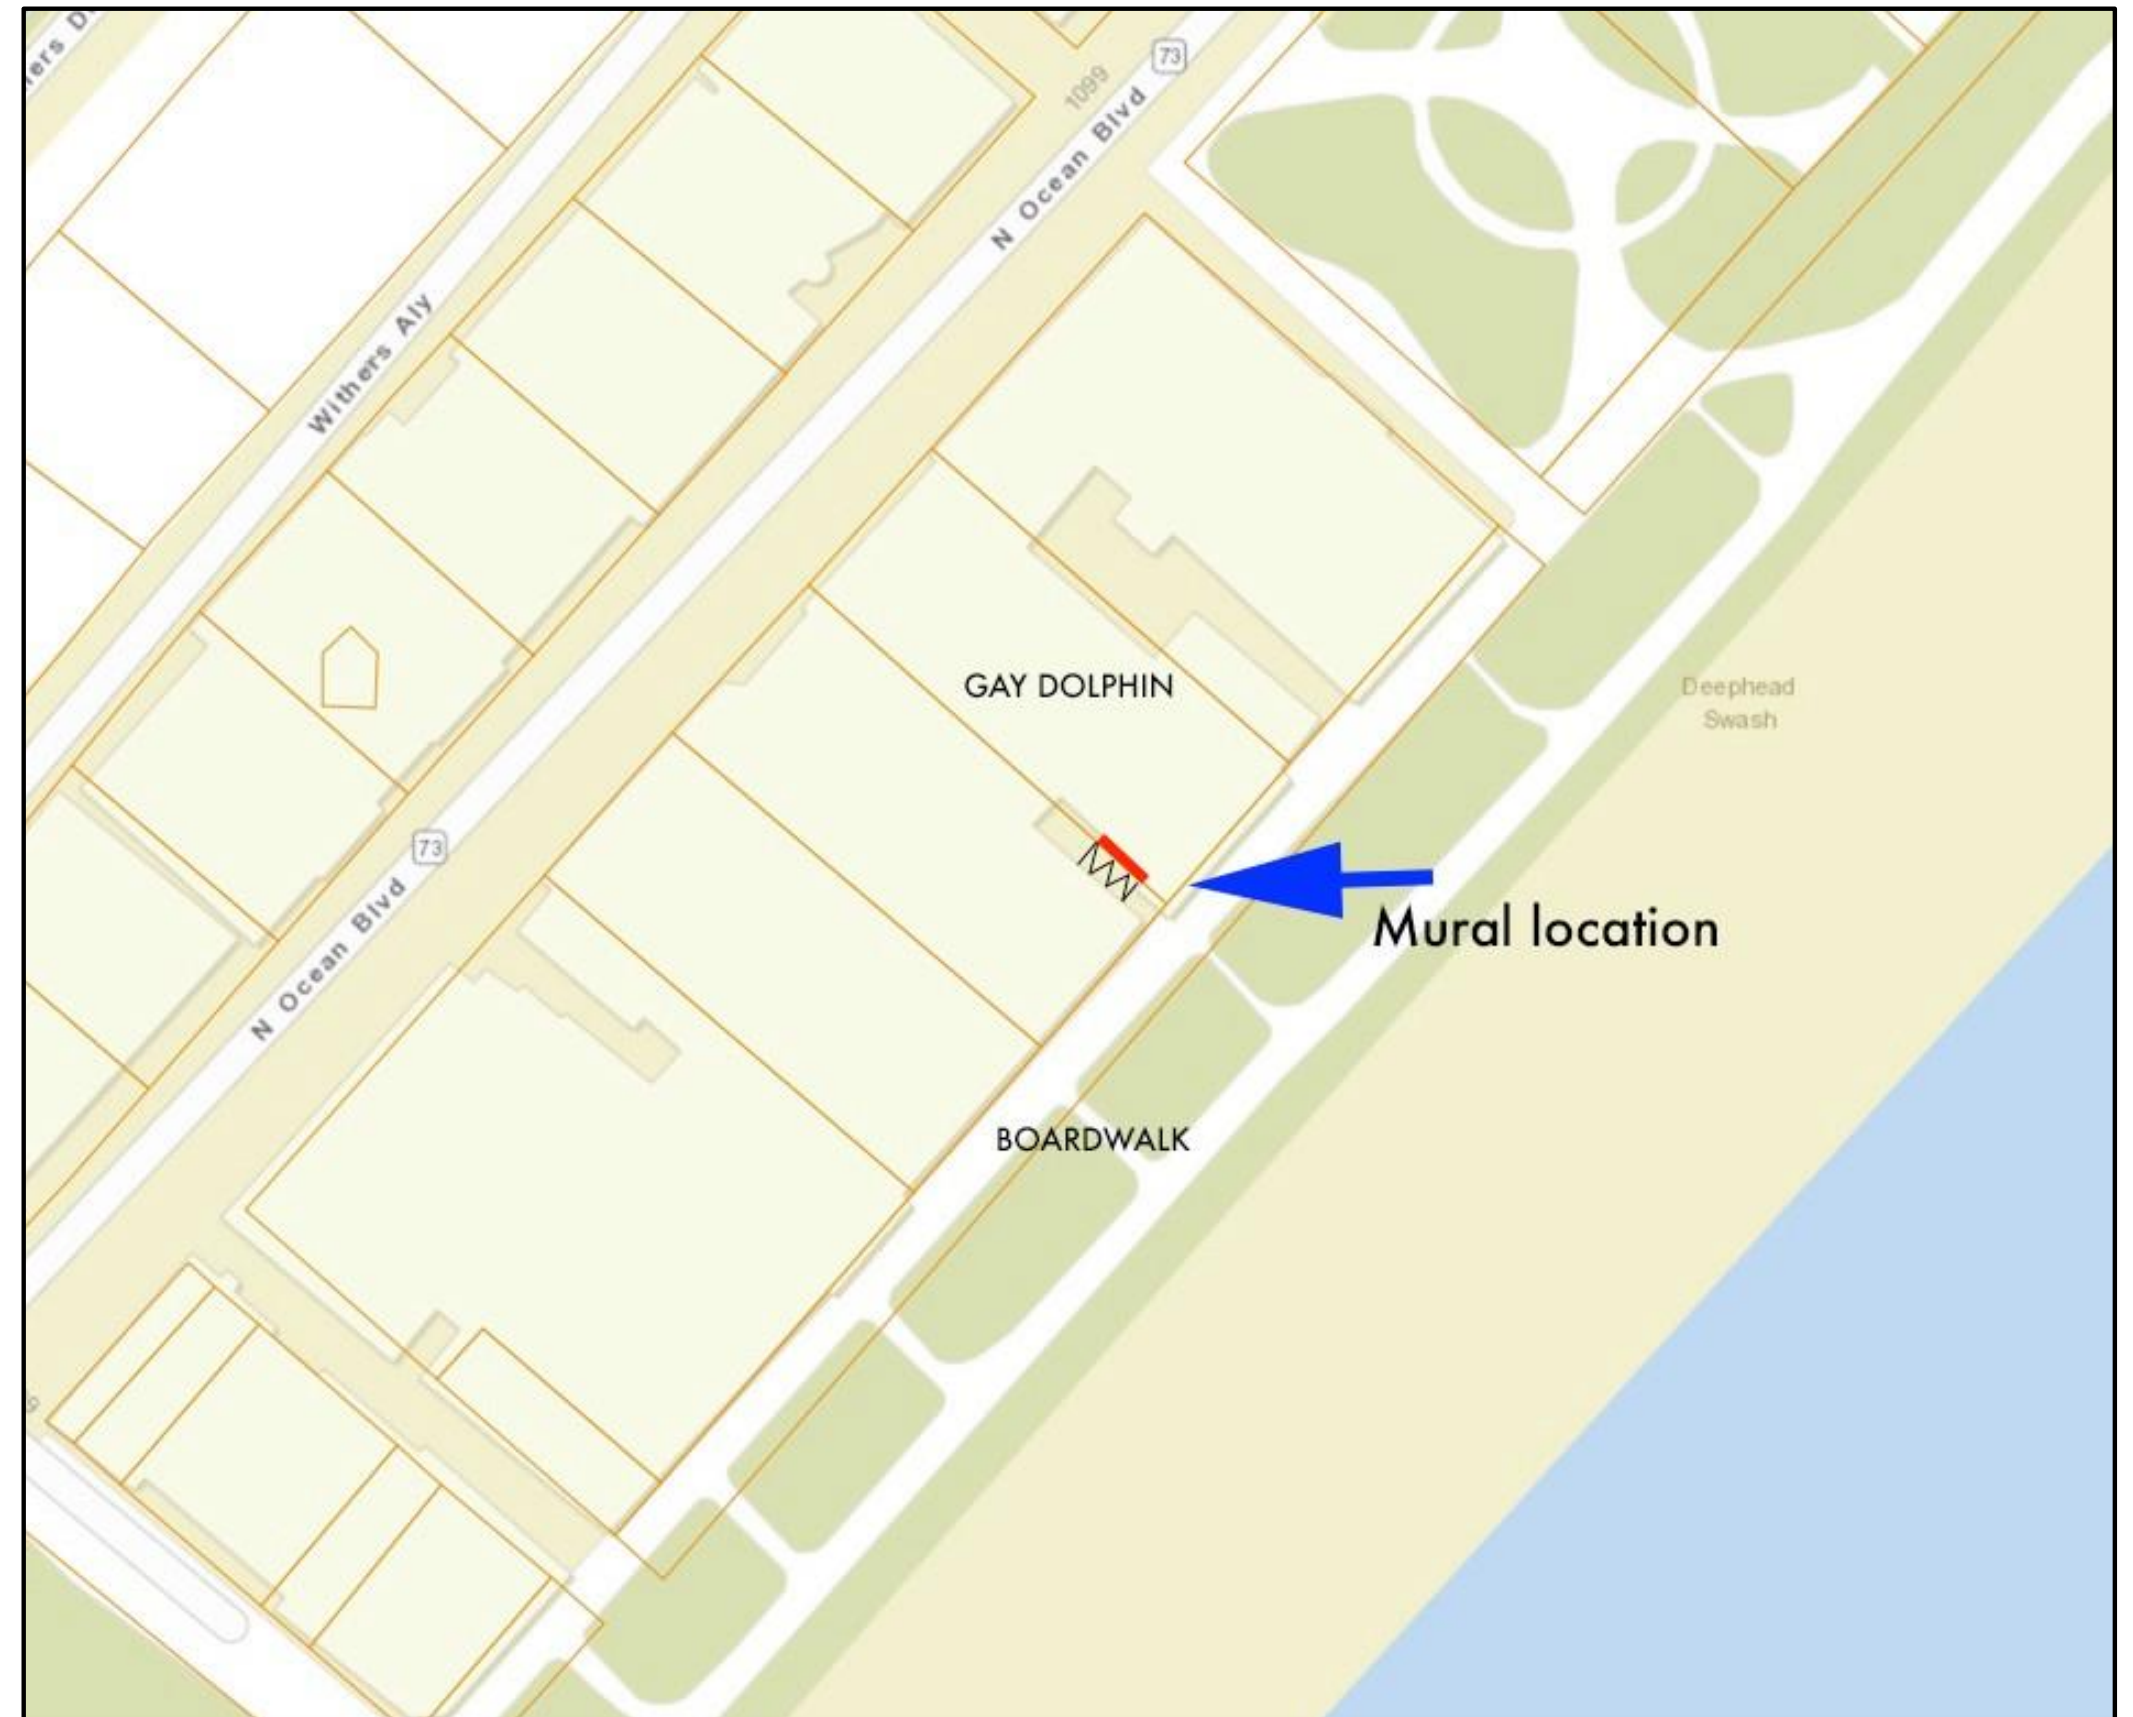 73
1099
N Ocean Blvd
Withers Aly
GAY DOLPHIN
Deephead
Swash
73
N Ocean Blvd
Mural location
BOARDWALK